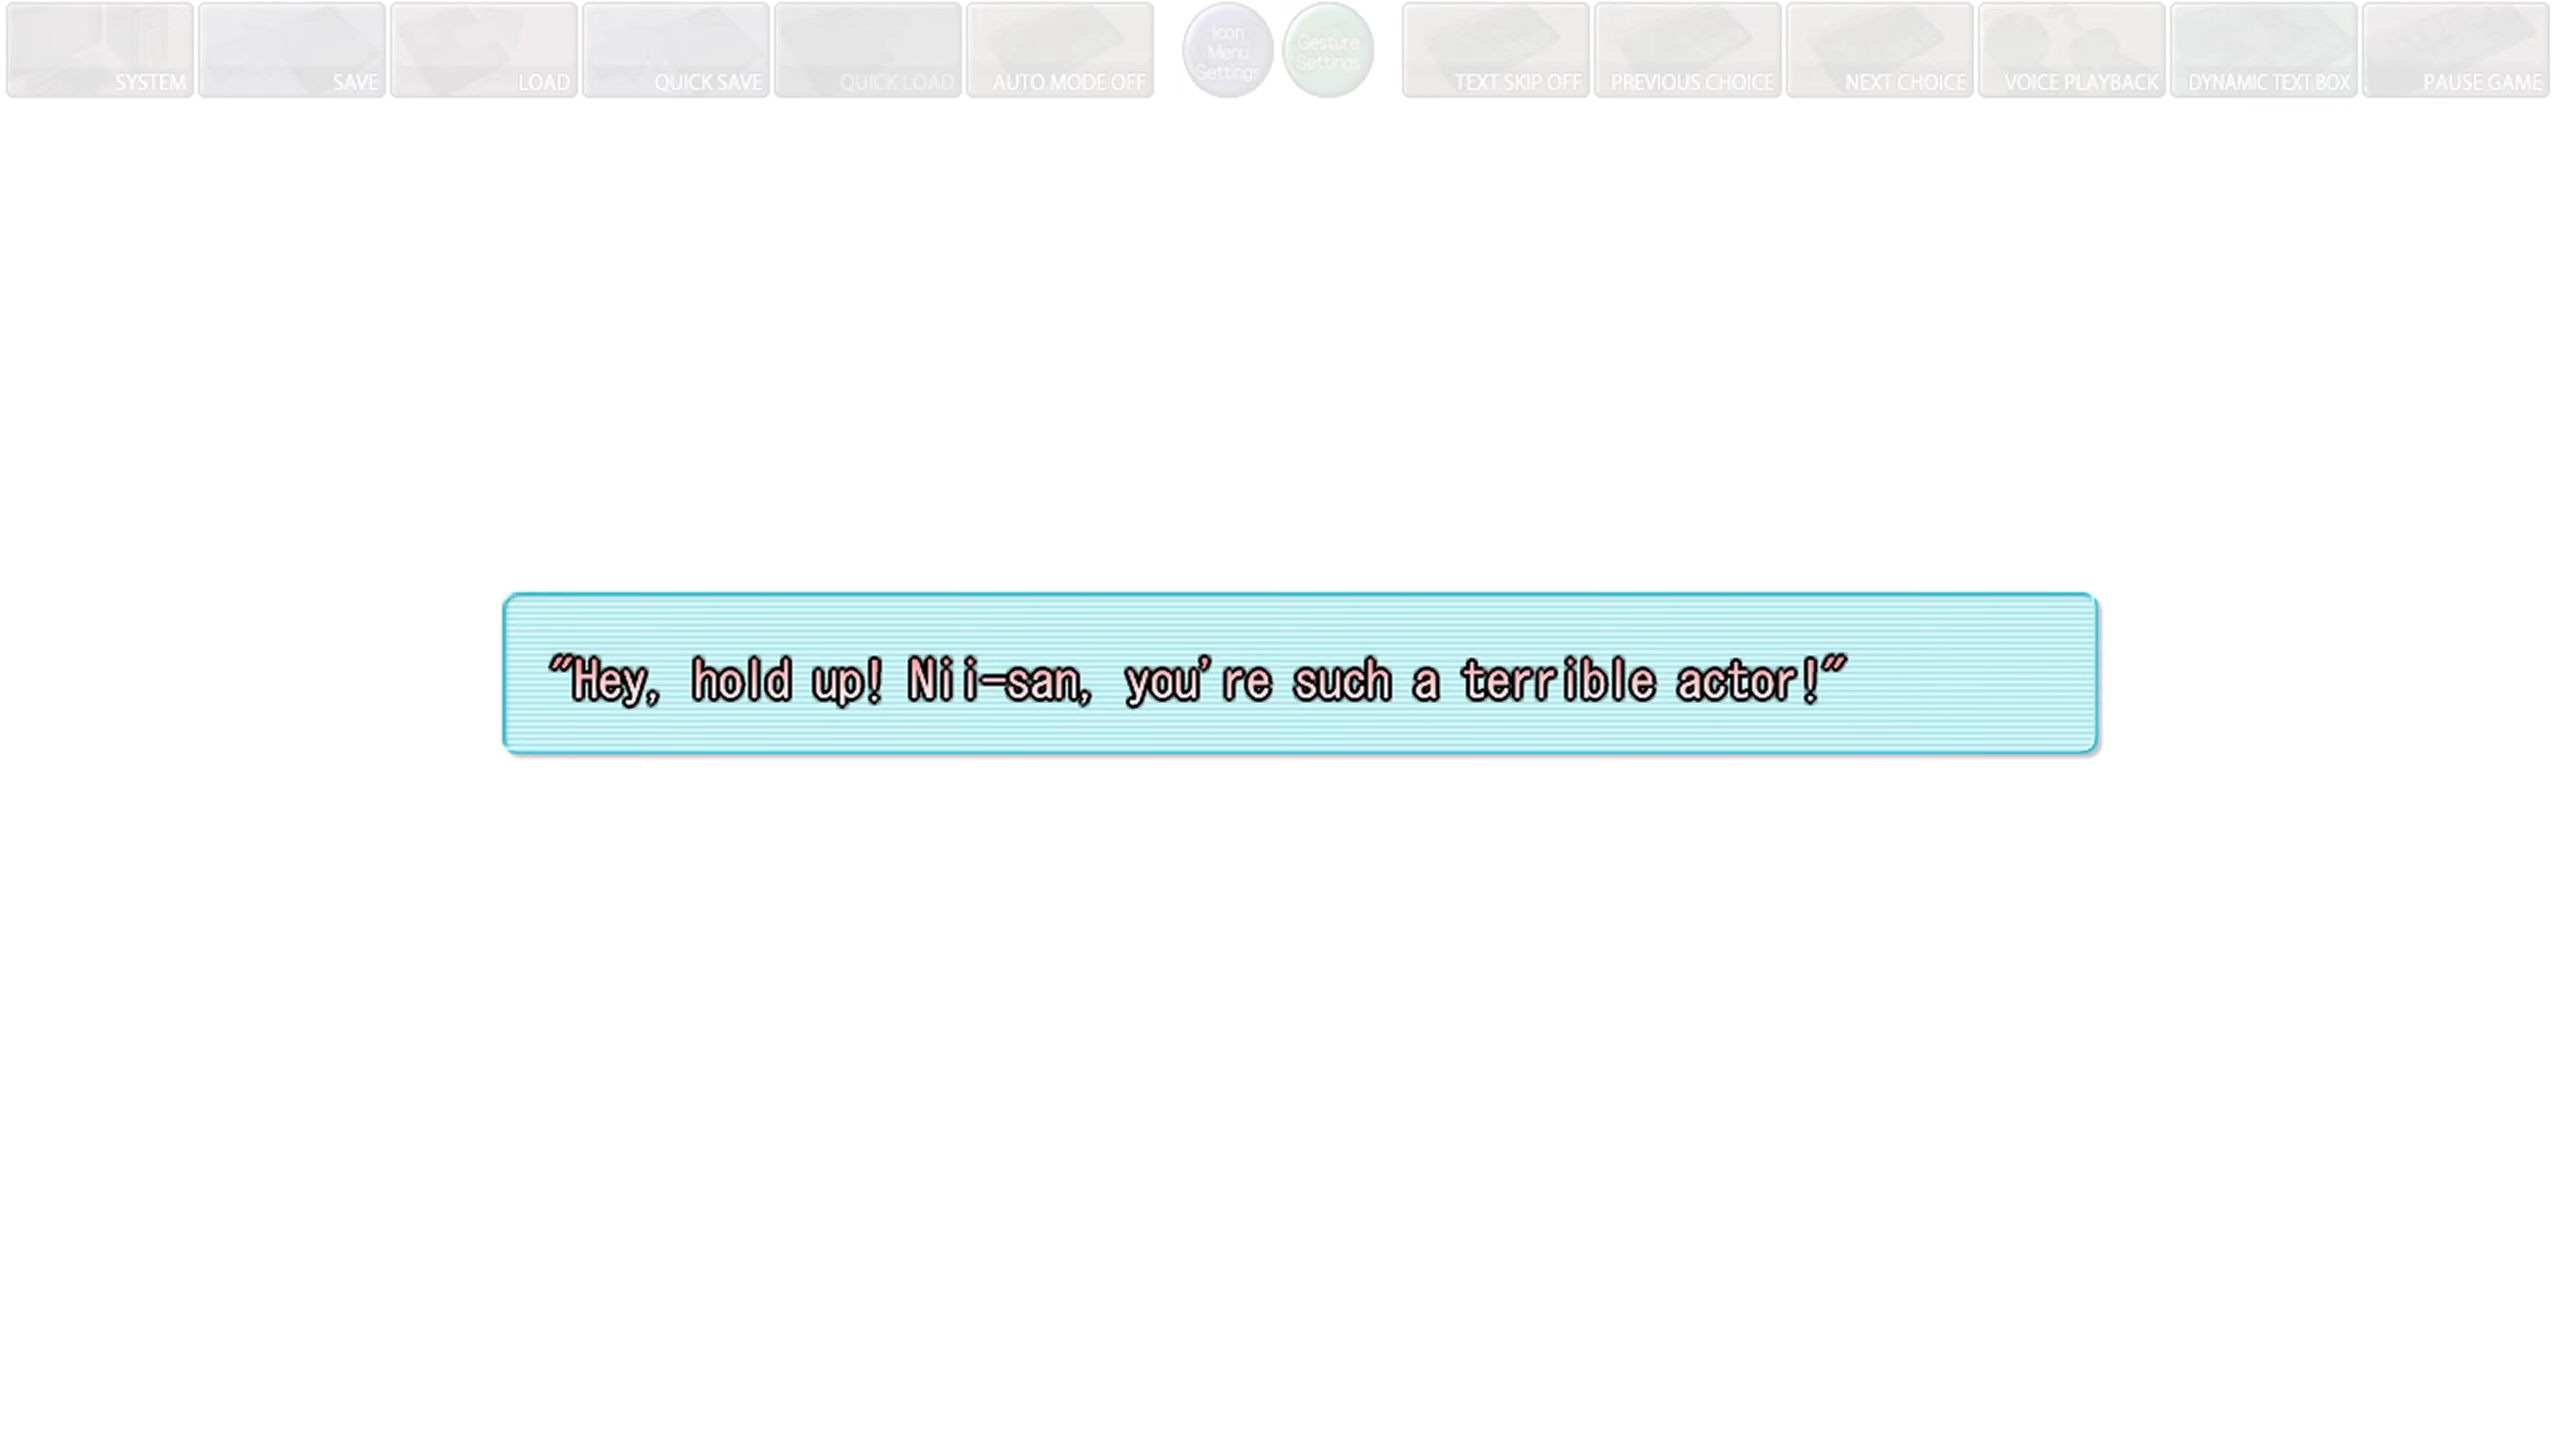 SYSTEM
SAVE
LOAD
QUICK SAVE
QUICK LOAD
AUTO MODE OFF
Icon
Menu
Settings
Gesture
Settings
TEXT SKIP OFF
PREVIOUS CHOICE
NEXT CHOICE
VOICE PLAYBACK
DYNAMIC TEXT BOX
PAUSE GAME
"Hey, hold up! Nii-san, you're such a terrible actor!"